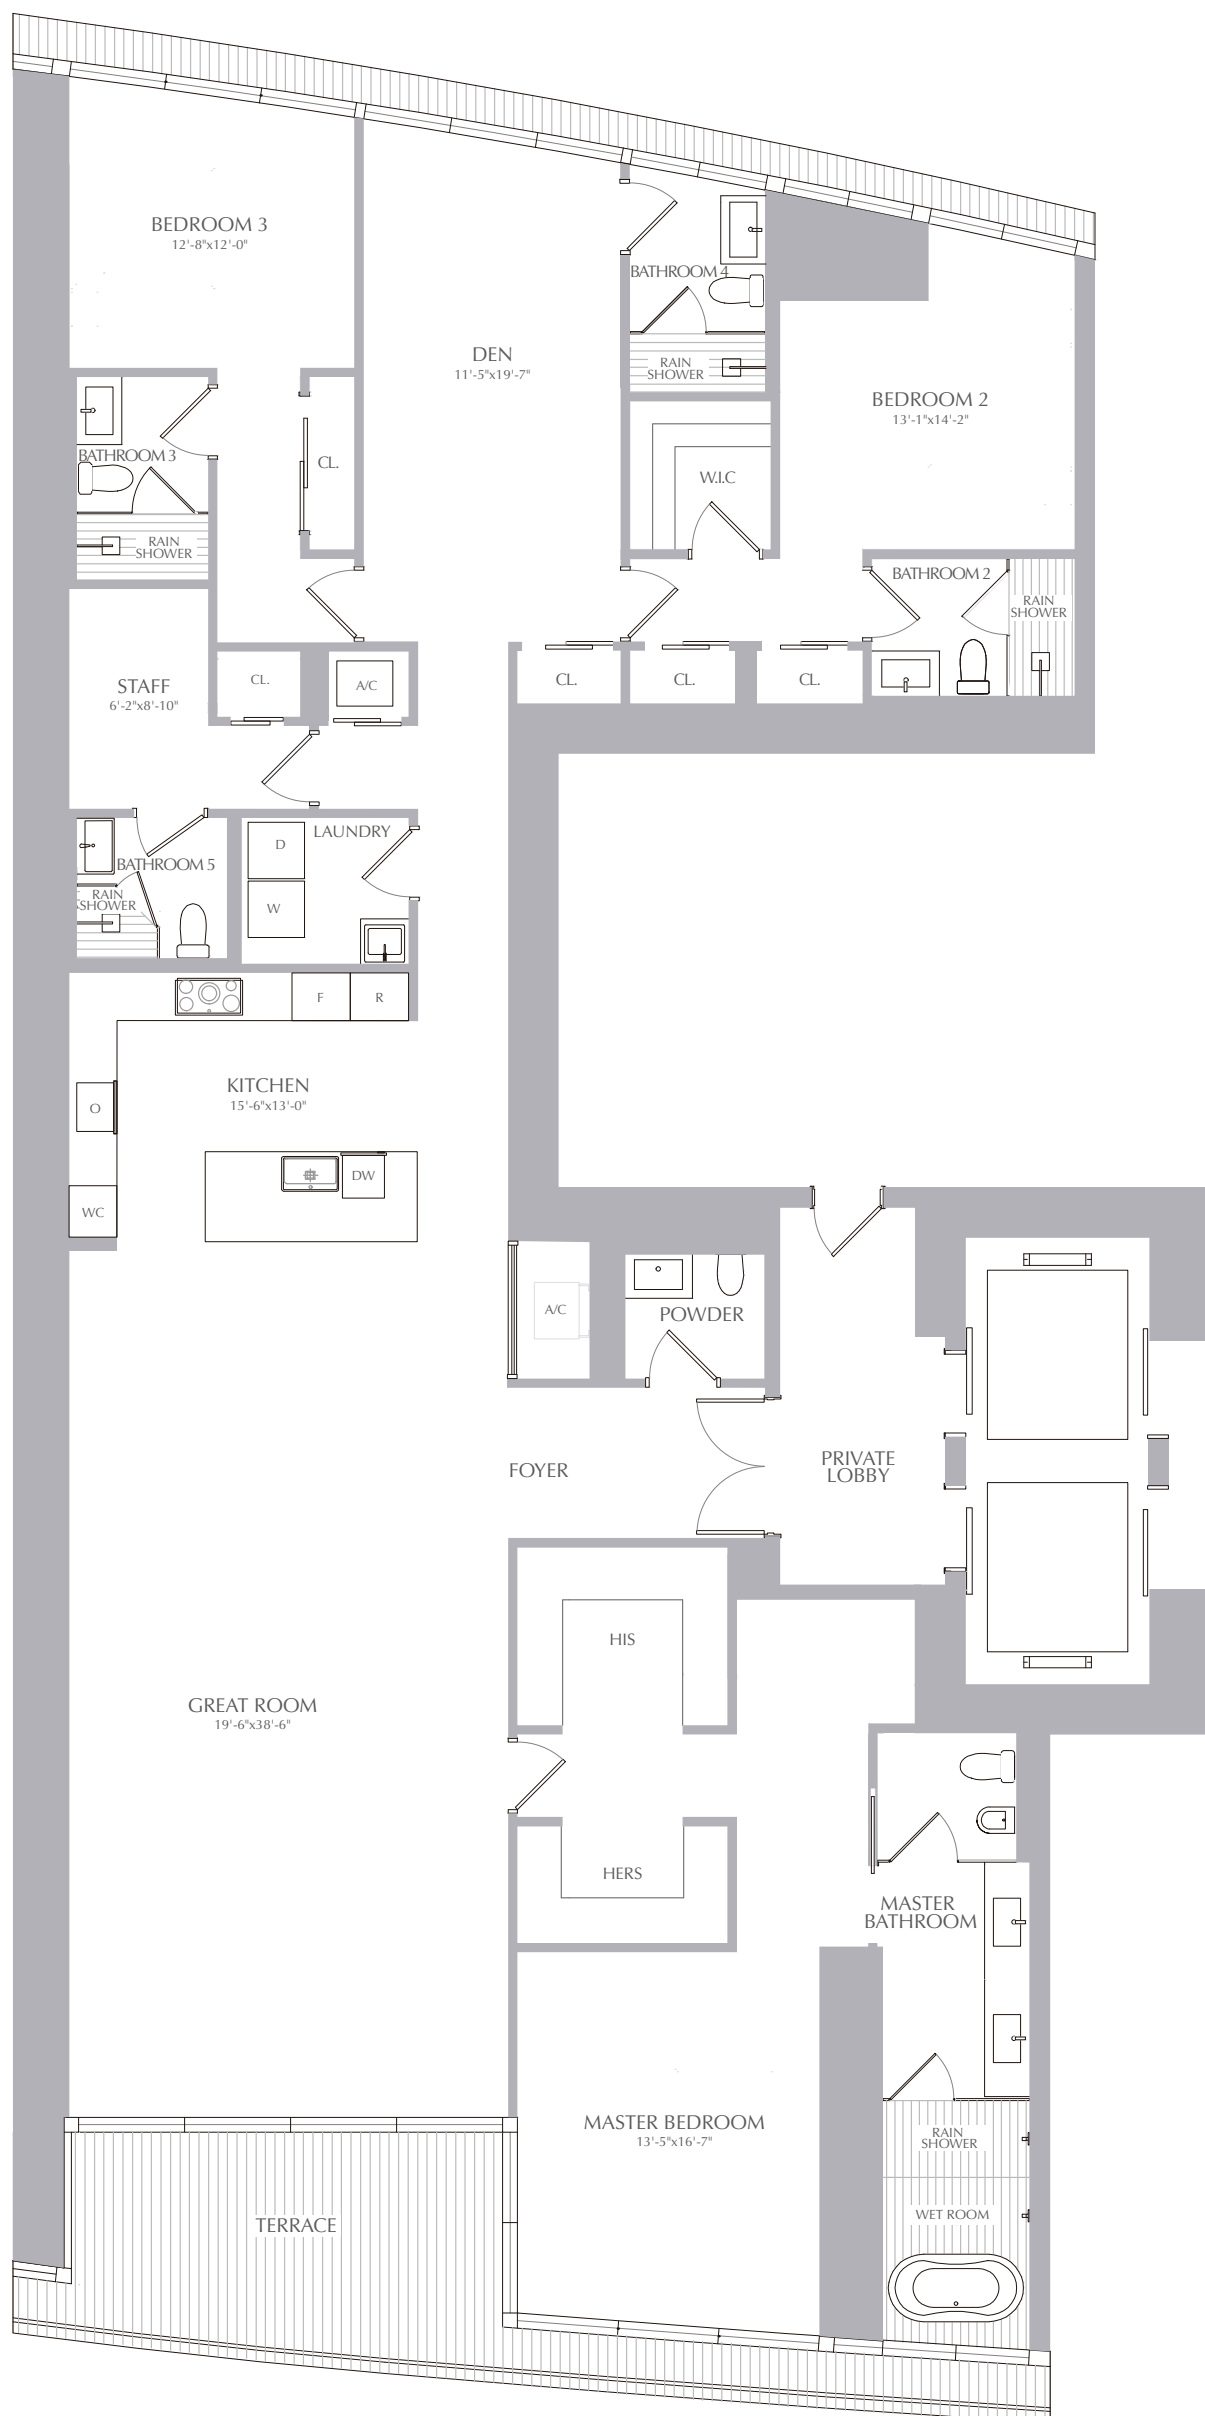 BEDROOM 3
12'-8"x12'-0"
BATHROOM 4
RAIN
SHOWER
DEN
11'-5"x19'-7"
BEDROOM 2
13'-1"x14'-2"
BATHROOM 3
CL.
RAIN
SHOWER
W.I.C
BATHROOM 2
RAIN
SHOWER
STAFF
6'-2"x8'-10"
CL.
A/C
CL.
CL.
CL.
LAUNDRY
D
W
BATHROOM 5
RAIN
SHOWER
F
R
KITCHEN
15'-6"x13'-0"
O
DW
WC
A/C
POWDER
FOYER
PRIVATE
LOBBY
HIS
GREAT ROOM
19'-6"x38'-6"
HERS
MASTER
BATHROOM
MASTER BEDROOM
13'-5"x16'-7"
RAIN
SHOWER
WET ROOM
TERRACE